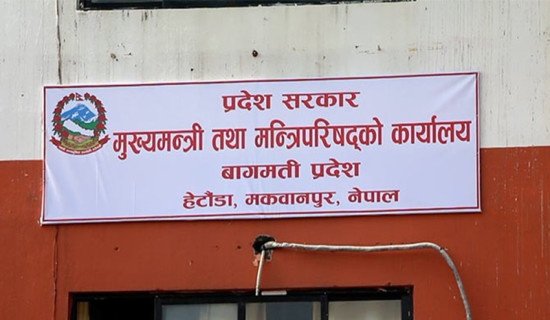 प्रदेश सरकार
मुख्यमन्त्री तथा मन्त्रिपरिषद्को कार्यालय
बागमती प्रदेश
हेटौंडा, मकवानपुर, नेपाल